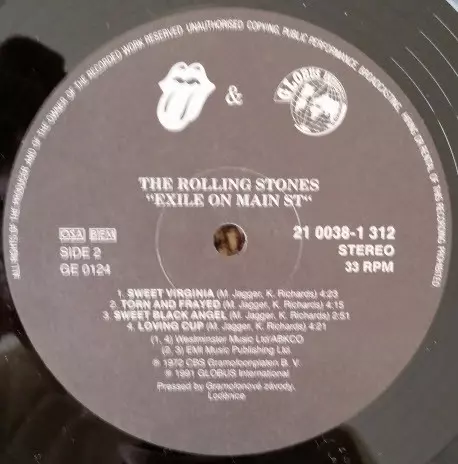 ALL RIGHTS OF THE PRODUCER AND OF THE OWNER OF THE RECORDED WORK RESERVED. UNAUTHORISED COPYING, PUBLIC PERFORMANCE, BROADCASTING, HIRING OR RENTAL OF THIS RECORD PROHIBITED
& GLOBUS
THE ROLLING STONES
"EXILE ON MAIN ST"
OSA BIEM
SIDE 2
GE 0124
21 0038-1 312
STEREO
33 RPM
1. SWEET VIRGINIA (M. Jagger, K. Richards) 4:23
2. TORN AND FRAYED (M. Jagger, K. Richards) 4:15
3. SWEET BLACK ANGEL (M. Jagger, K. Richards) 2:51
4. LOVING CUP (M. Jagger, K. Richards) 4:21
(1, 4) Westminster Music Ltd/ABKCO
(2, 3) EMI Music Publishing Ltd.
℗ 1972 CBS Gramofoonplaten B. V.
℗ 1991 GLOBUS International
Pressed by Gramofonové závody,
Loděnice